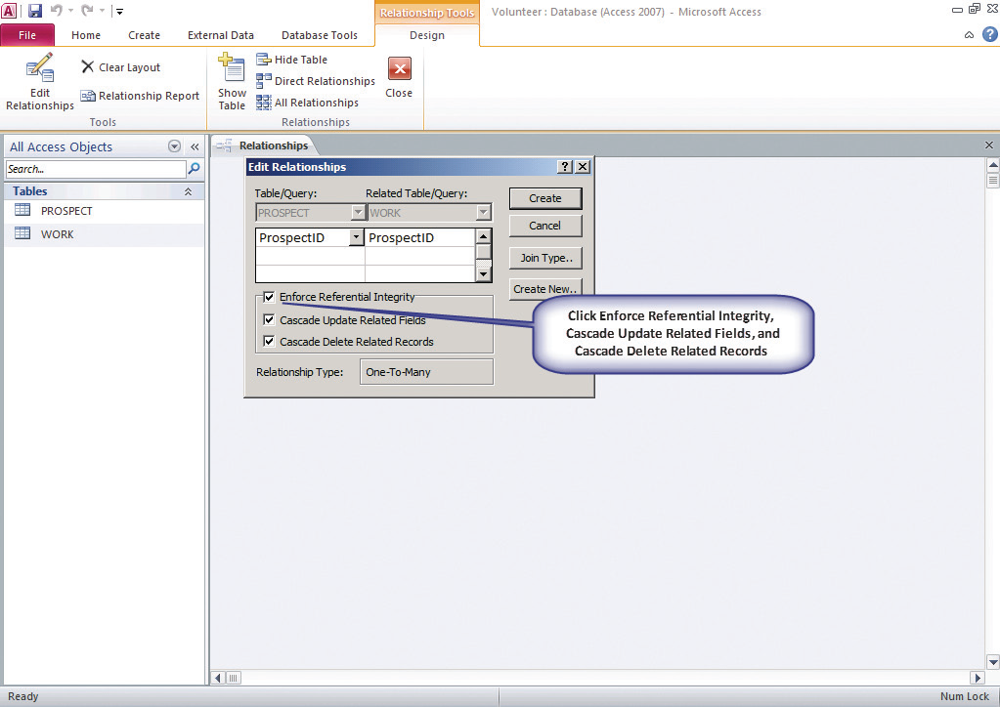 Relationship Tools
Volunteer : Database (Access 2007) - Microsoft Access
File
Home
Create
External Data
Database Tools
Design
Edit
Relationships
Clear Layout
Relationship Report
Tools
Show
Table
Hide Table
Direct Relationships
All Relationships
Close
Relationships
All Access Objects
Search...
Tables
PROSPECT
WORK
Relationships
Edit Relationships
Table/Query:
Related Table/Query:
PROSPECT
WORK
ProspectID
ProspectID
Enforce Referential Integrity
Cascade Update Related Fields
Cascade Delete Related Records
Relationship Type:
One-To-Many
Create
Cancel
Join Type..
Create New..
Click Enforce Referential Integrity,
Cascade Update Related Fields, and
Cascade Delete Related Records
Ready
Num Lock